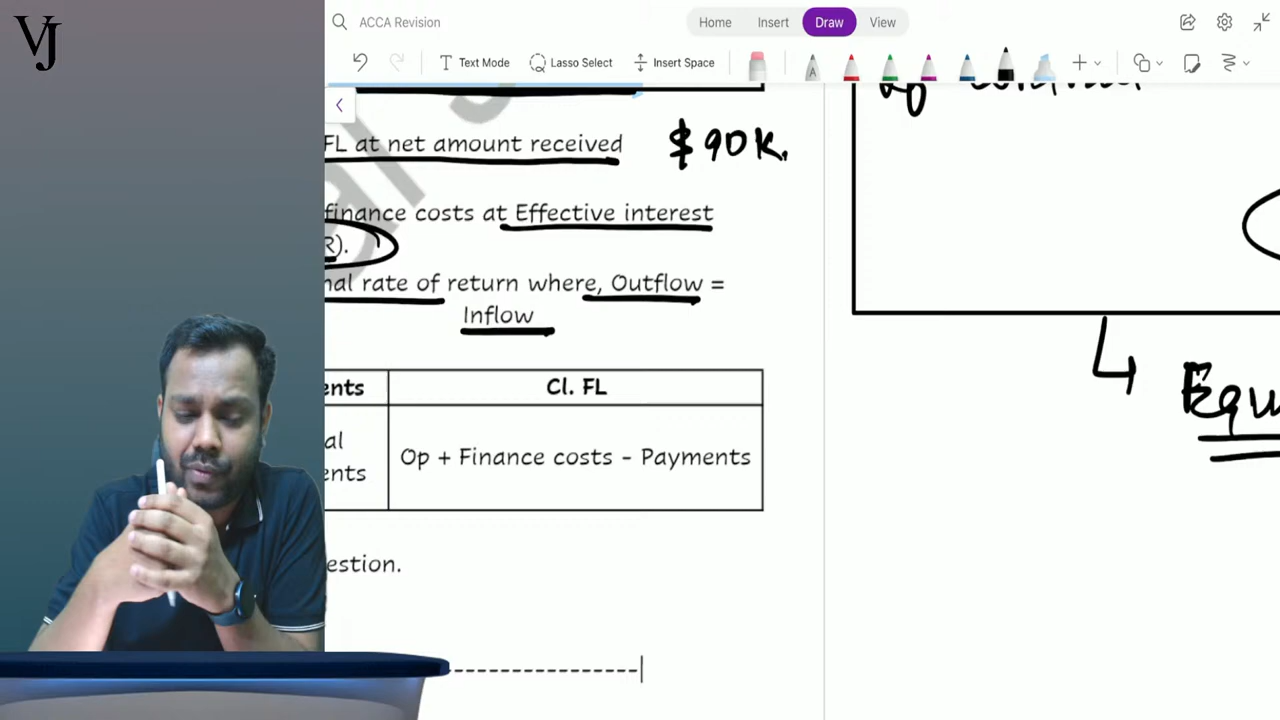 VJ
ACCA Revision
Home Insert Draw View
Text Mode Lasso Select Insert Space
A
FL at net amount received $90K.
finance costs at Effective interest
R).
nal rate of return where, Outflow =
Inflow
ents Cl. FL
al
ents
Op + Finance costs - Payments
estion.